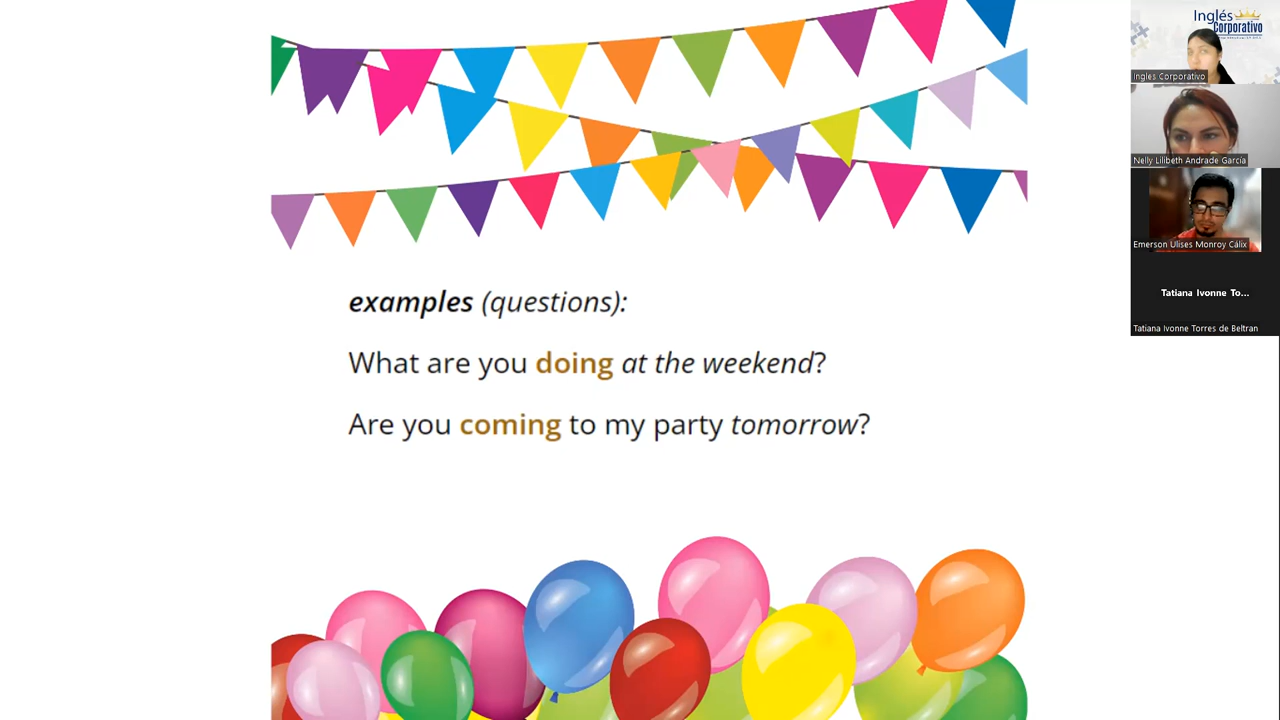 examples (questions):
What are you doing at the weekend?
Are you coming to my party tomorrow?
Inglés
Corporativo
Ingles Corporativo
Nelly Lilibeth Andrade García
Emerson Ulises Monroy Cálix
Tatiana Ivonne To...
Tatiana Ivonne Torres de Beltran